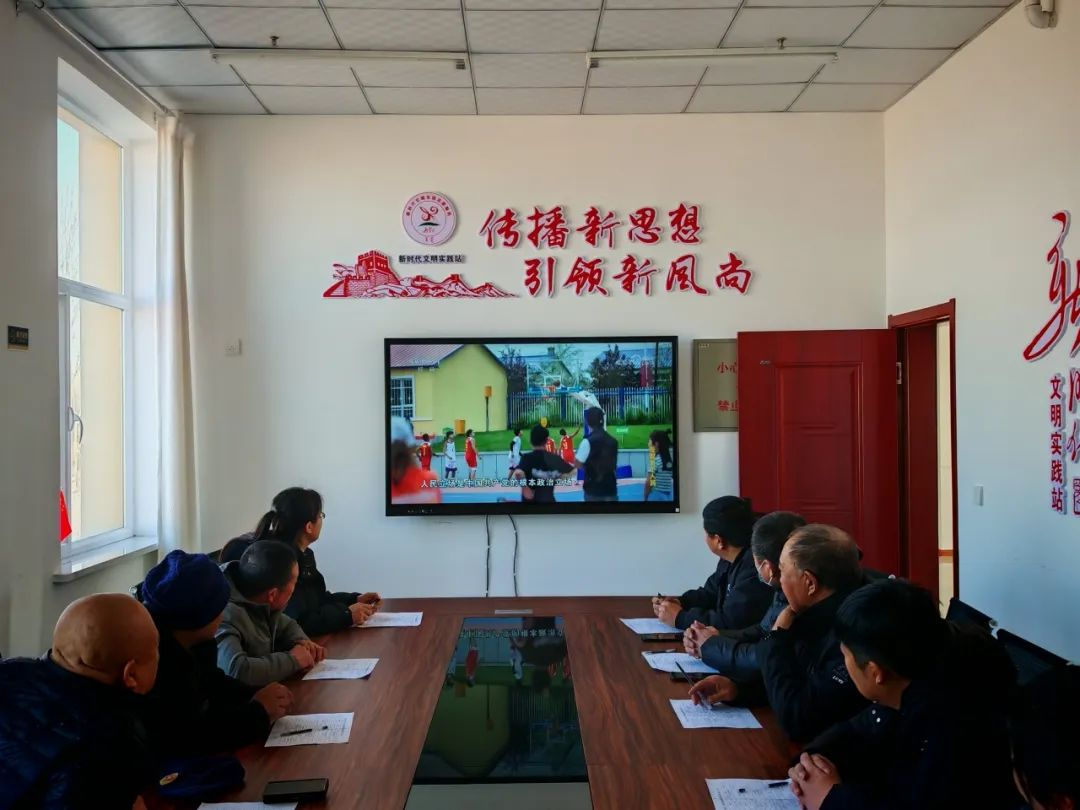 传播新思想
新时代文明实践站
引领新风尚
小心
禁止
人民立场是中国共产党的根本政治立场
文明实践站